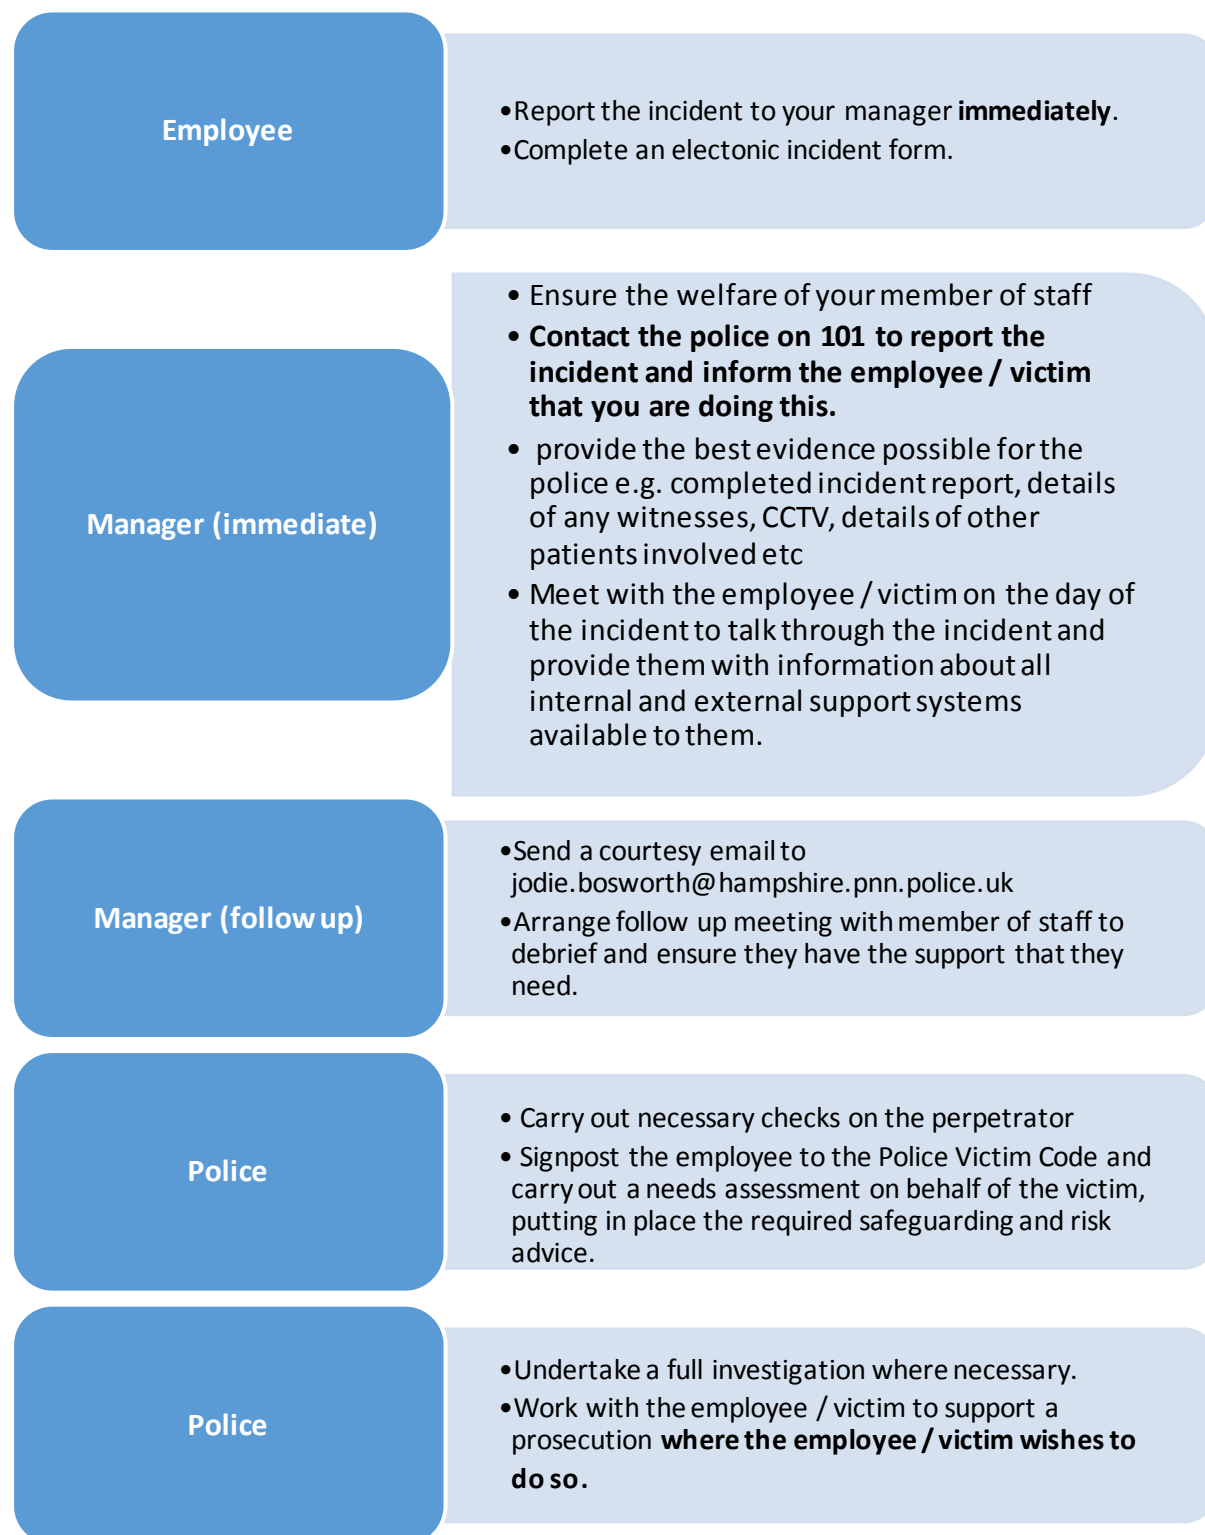 Employee
•Report the incident to your manager immediately.
•Complete an electonic incident form.
Manager (immediate)
• Ensure the welfare of your member of staff
• Contact the police on 101 to report the
incident and inform the employee / victim
that you are doing this.
• provide the best evidence possible for the
police e.g. completed incident report, details
of any witnesses, CCTV, details of other
patients involved etc
• Meet with the employee / victim on the day of
the incident to talk through the incident and
provide them with information about all
internal and external support systems
available to them.
Manager (follow up)
•Send a courtesy email to
jodie.bosworth@hampshire.pnn.police.uk
•Arrange follow up meeting with member of staff to
debrief and ensure they have the support that they
need.
Police
• Carry out necessary checks on the perpetrator
• Signpost the employee to the Police Victim Code and
carry out a needs assessment on behalf of the victim,
putting in place the required safeguarding and risk
advice.
Police
•Undertake a full investigation where necessary.
•Work with the employee / victim to support a
prosecution where the employee / victim wishes to
do so.